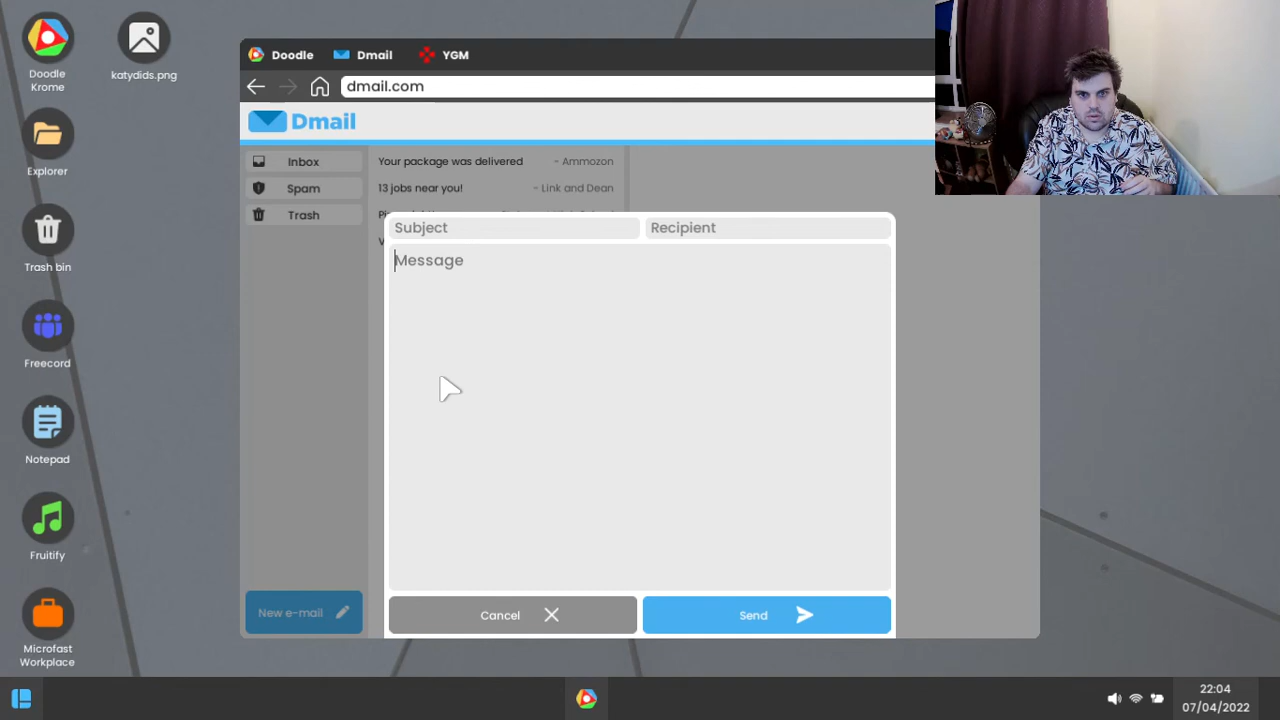 Doodle
Krome
katydids.png
Explorer
Trash bin
Freecord
Notepad
Fruitify
Microfast
Workplace
Doodle
Dmail
YGM
dmail.com
Dmail
Inbox
Spam
Trash
Your package was delivered - Ammozon
13 jobs near you! - Link and Dean
Subject
Recipient
Message
New e-mail
Cancel
Send
22:04
07/04/2022